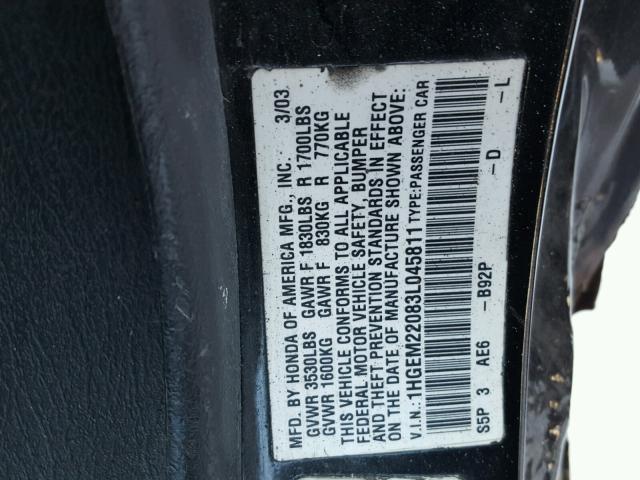 MFD. BY HONDA OF AMERICA MFG., INC. 3/03
GVWR 3530LBS GAWR F 1830LBS R 1700LBS
GVWR 1600KG GAWR F 830KG R 770KG
THIS VEHICLE CONFORMS TO ALL APPLICABLE
FEDERAL MOTOR VEHICLE SAFETY, BUMPER
AND THEFT PREVENTION STANDARDS IN EFFECT
ON THE DATE OF MANUFACTURE SHOWN ABOVE:
V.I.N.: 1HGEM22083L045811 TYPE:PASSENGER CAR
S5P 3 AE6 -B92P -D -L